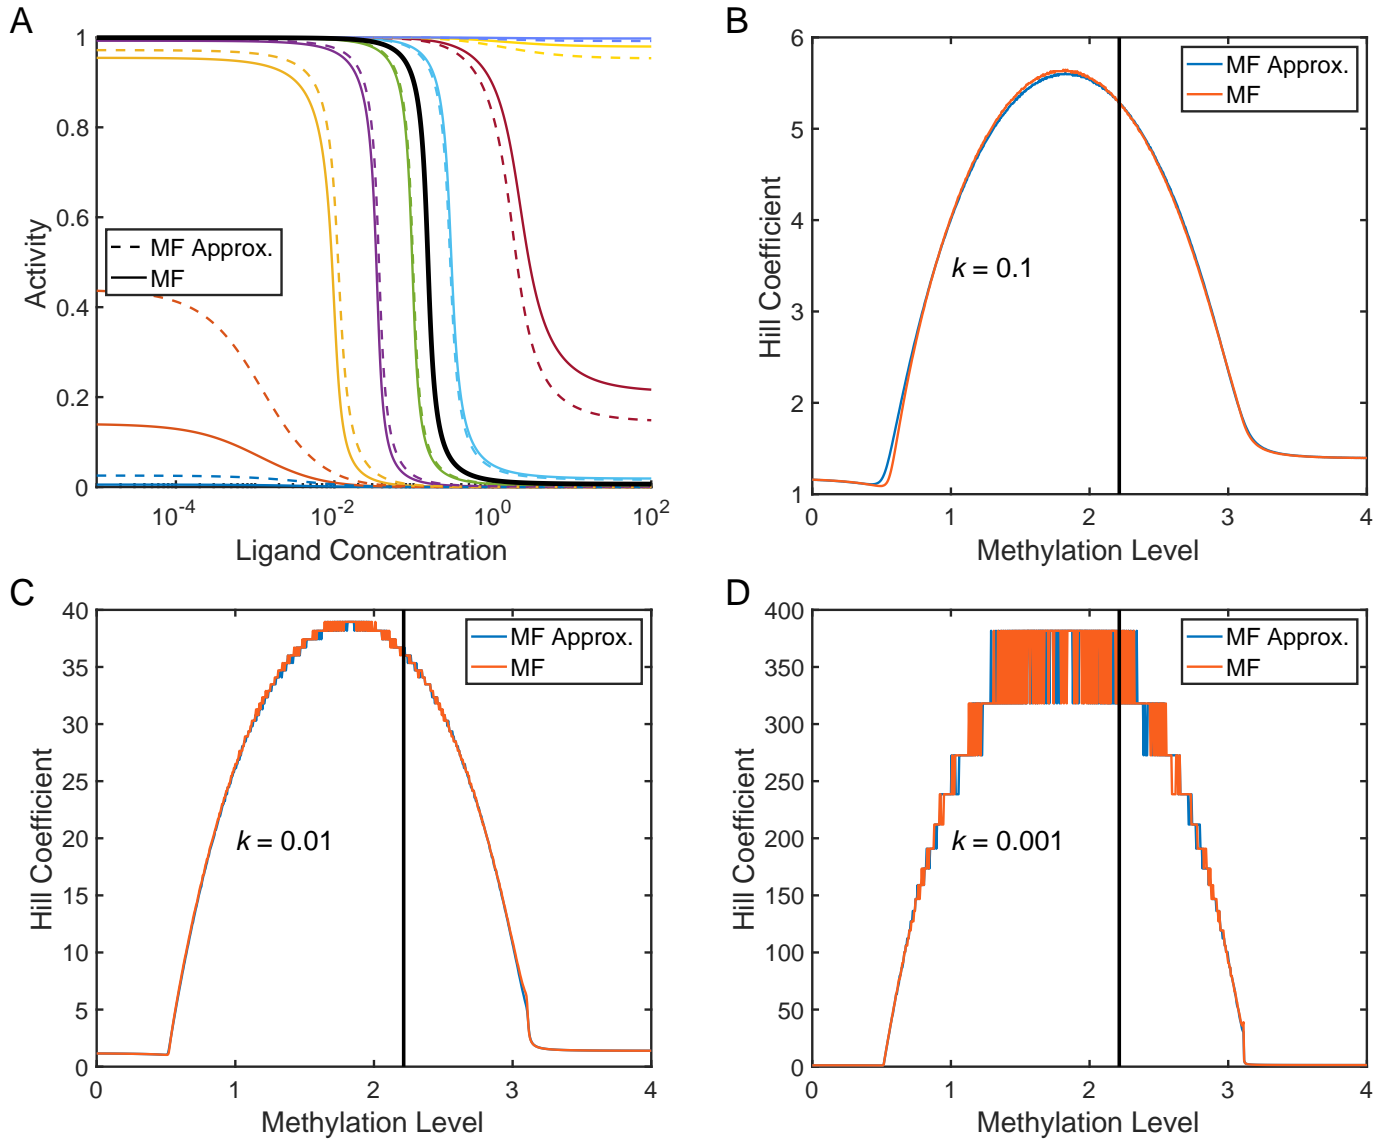 A
1
0.8
0.6
0.4
0.2
0
Activity
MF Approx.
MF
10^-4
10^-2
10^0
10^2
Ligand Concentration
B
6
5
4
3
2
1
Hill Coefficient
MF Approx.
MF
k = 0.1
0 1 2 3 4
Methylation Level
C
40
35
30
25
20
15
10
5
0
Hill Coefficient
MF Approx.
MF
k = 0.01
0 1 2 3 4
Methylation Level
D
400
350
300
250
200
150
100
50
0
Hill Coefficient
MF Approx.
MF
k = 0.001
0 1 2 3 4
Methylation Level